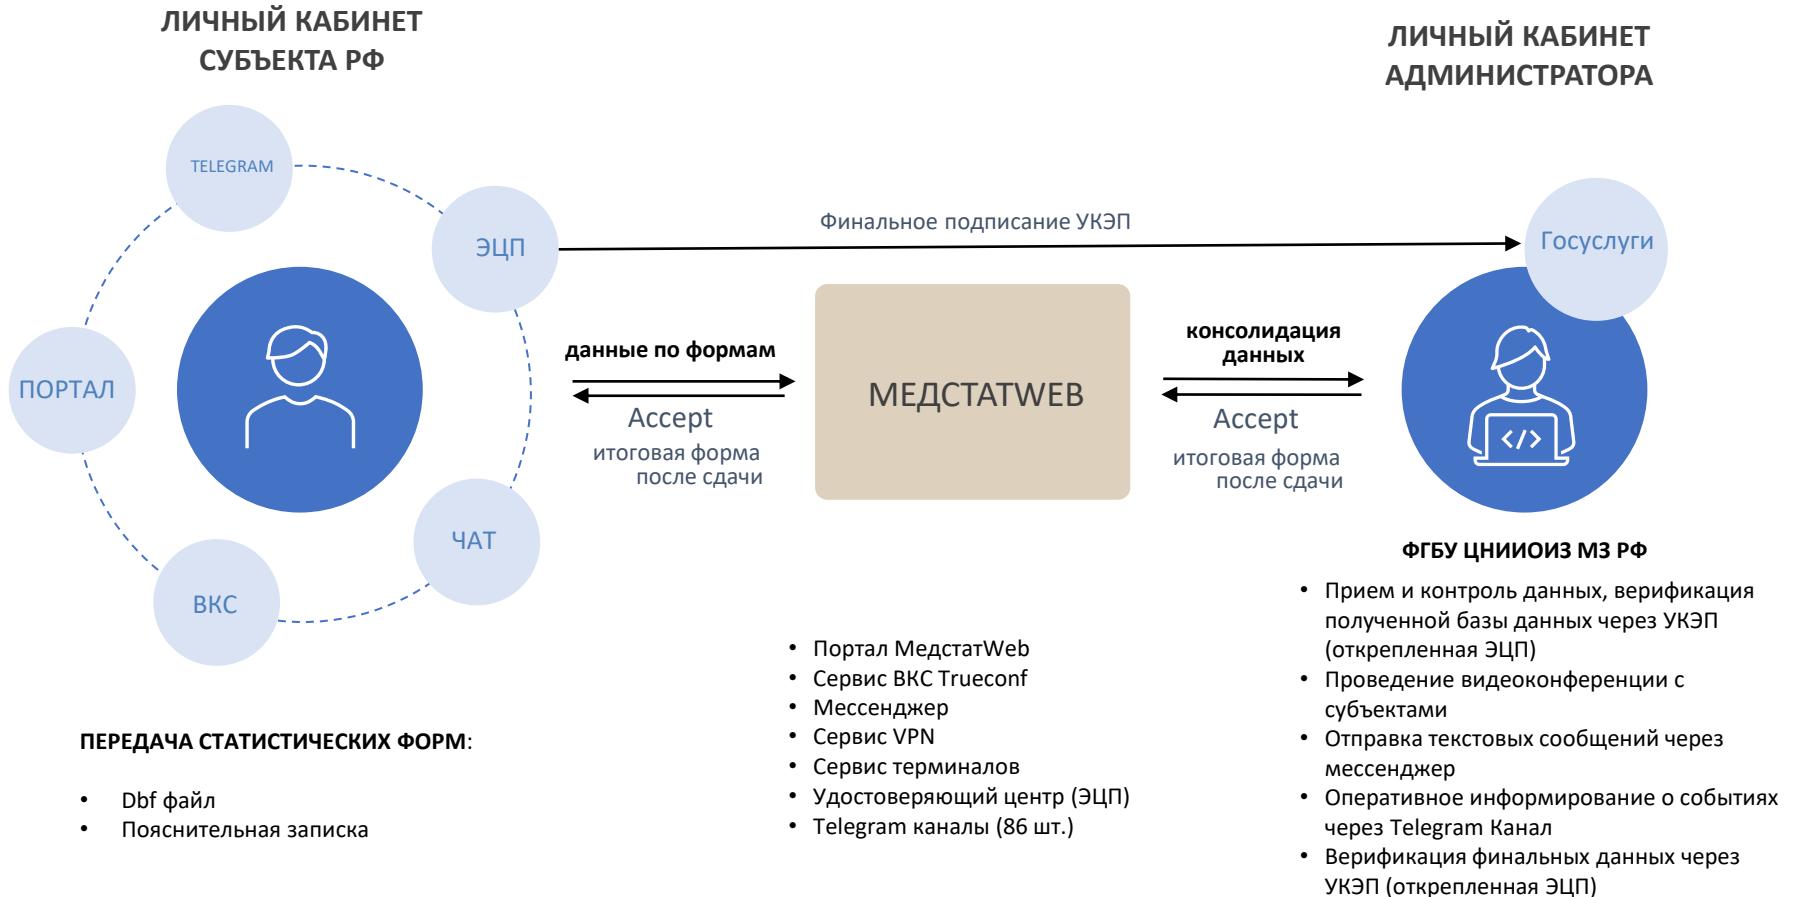 ЛИЧНЫЙ КАБИНЕТ
СУБЪЕКТА РФ
ЛИЧНЫЙ КАБИНЕТ
АДМИНИСТРАТОРА
TELEGRAM
ЭЦП
ПОРТАЛ
ЧАТ
ВКС
Финальное подписание УКЭП
Госуслуги
данные по формам
Accept
итоговая форма
после сдачи
МЕДСТАТWEB
консолидация
данных
Accept
итоговая форма
после сдачи
</>
ПЕРЕДАЧА СТАТИСТИЧЕСКИХ ФОРМ:
• Dbf файл
• Пояснительная записка
• Портал МедстатWeb
• Сервис ВКС Trueconf
• Мессенджер
• Сервис VPN
• Сервис терминалов
• Удостоверяющий центр (ЭЦП)
• Telegram каналы (86 шт.)
ФГБУ ЦНИИОИЗ МЗ РФ
• Прием и контроль данных, верификация
полученной базы данных через УКЭП
(открепленная ЭЦП)
• Проведение видеоконференции с
субъектами
• Отправка текстовых сообщений через
мессенджер
• Оперативное информирование о событиях
через Telegram Канал
• Верификация финальных данных через
УКЭП (открепленная ЭЦП)